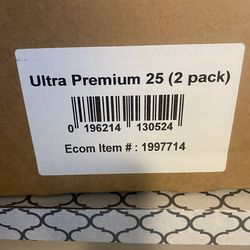 Ultra Premium 25 (2 pack)
0 196214 130524
Ecom Item # : 1997714